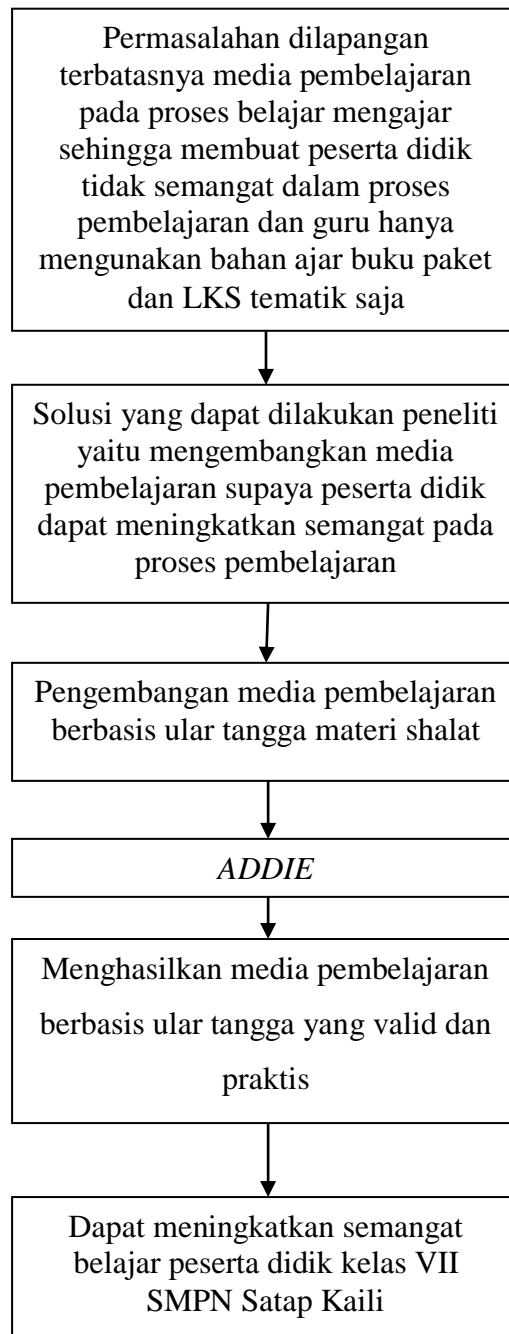 Permasalahan dilapangan
terbatasnya media pembelajaran
pada proses belajar mengajar
sehingga membuat peserta didik
tidak semangat dalam proses
pembelajaran dan guru hanya
mengunakan bahan ajar buku paket
dan LKS tematik saja
Solusi yang dapat dilakukan peneliti
yaitu mengembangkan media
pembelajaran supaya peserta didik
dapat meningkatkan semangat pada
proses pembelajaran
Pengembangan media pembelajaran
berbasis ular tangga materi shalat
ADDIE
Menghasilkan media pembelajaran
berbasis ular tangga yang valid dan
praktis
Dapat meningkatkan semangat
belajar peserta didik kelas VII
SMPN Satap Kaili